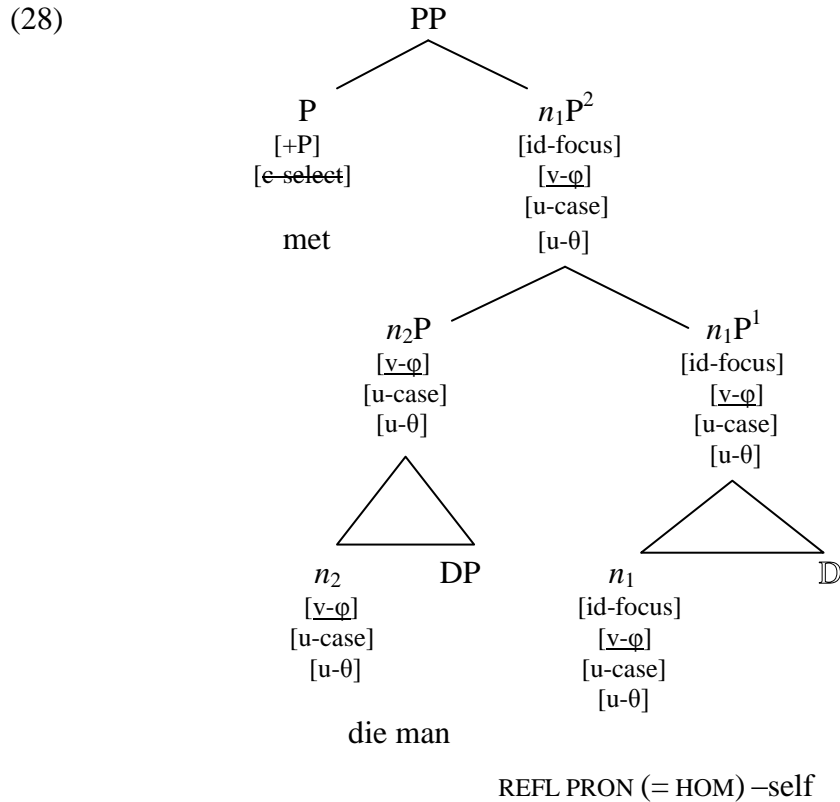 (28) PP
P n₁P²
[+P] [id-focus]
[c-select] [v-φ]
[u-case]
met [u-θ]
n₂P n₁P¹
[v-φ] [id-focus]
[u-case] [v-φ]
[u-θ] [u-case]
[u-θ]
n₂ DP n₁ 𝔻
[v-φ] [id-focus]
[u-case] [v-φ]
[u-θ] [u-case]
[u-θ]
die man
REFL PRON (= HOM) –self